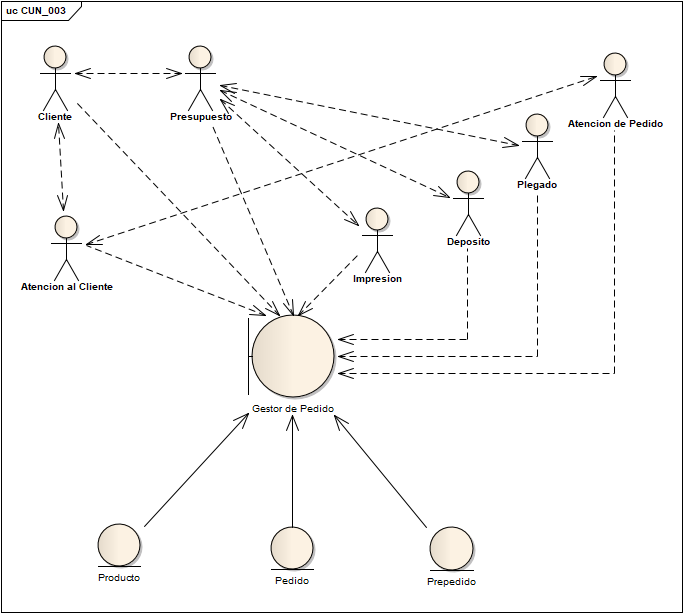 uc CUN_003
Cliente
Presupuesto
Atencion de Pedido
Plegado
Deposito
Impresion
Atencion al Cliente
Gestor de Pedido
Producto
Pedido
Prepedido